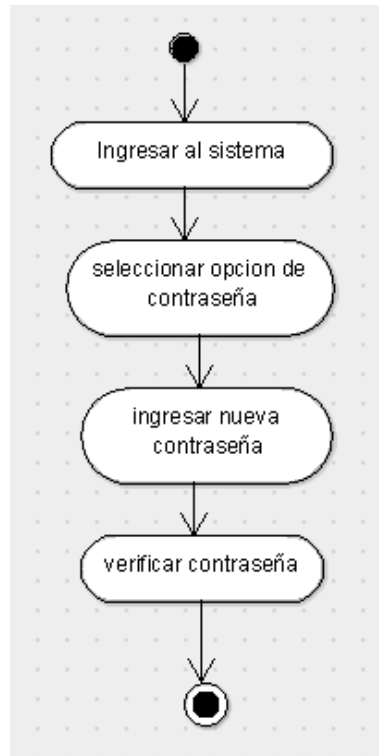 Ingresar al sistema
seleccionar opcion de
contraseña
ingresar nueva
contraseña
verificar contraseña